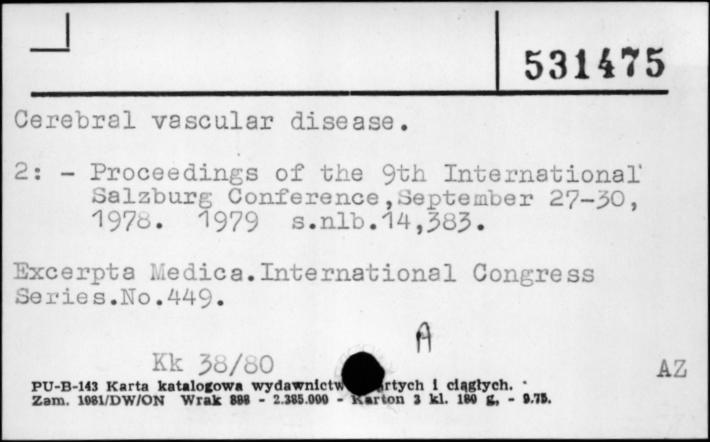 531475
Cerebral vascular disease.
2: - Proceedings of the 9th International
Salzburg Conference,September 27-30,
1978. 1979 s.nlb.14,383.
Excerpta Medica.International Congress
Series.No.449.
A
Kk 38/80
AZ
PU-B-143 Karta katalogowa wydawnictw rtych i ciągłych.
Zam. 1081/DW/ON Wrak 888 - 2.385.000 - Karton 3 kl. 180 g, - 9.75.